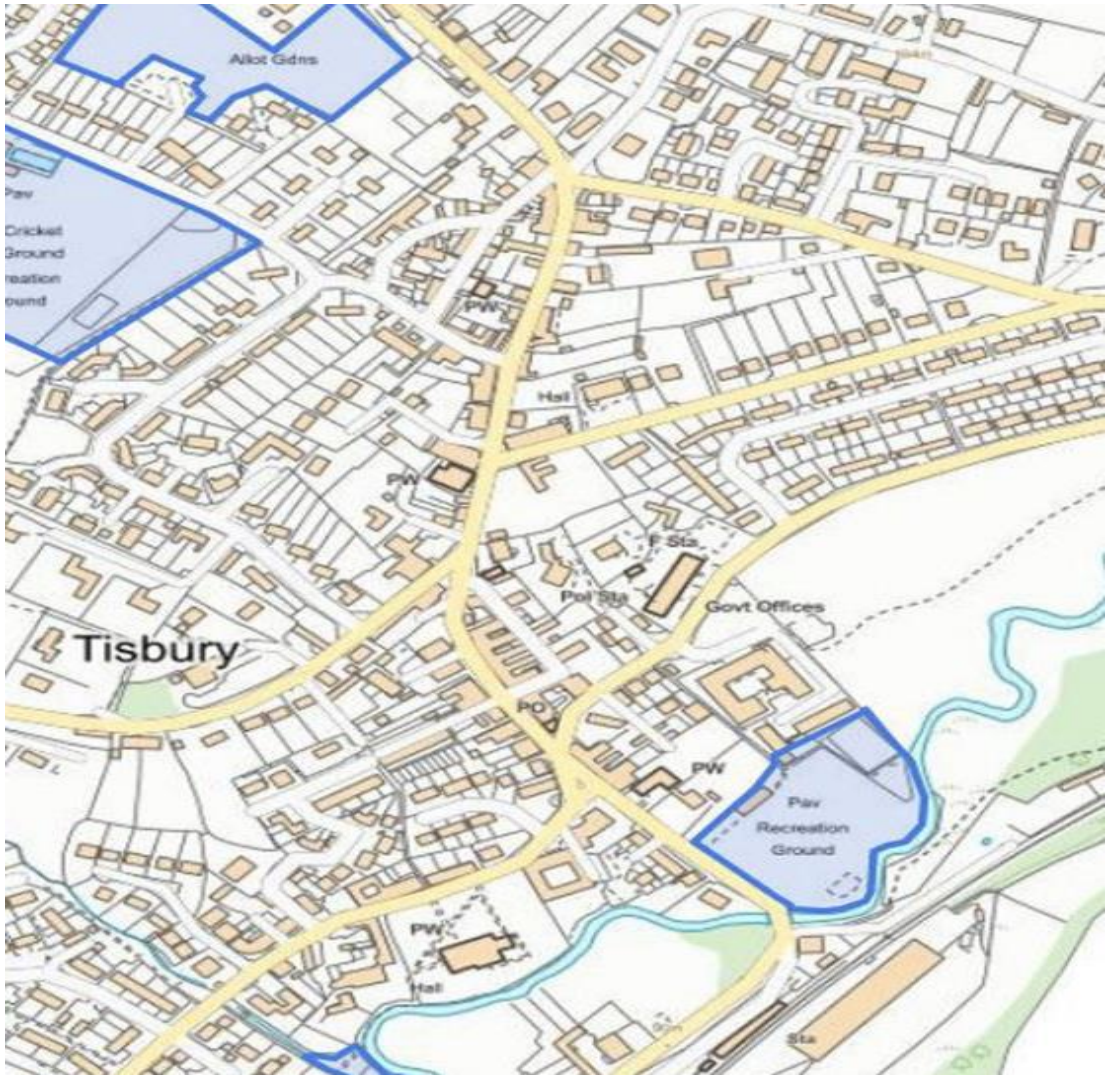 Allot Gdns
Pav
Cricket
Ground
reation
ound
PW
Hall
PW
F Sta
Pol Sta
Govt Offices
Tisbury
PO
PW
Pav
Recreation
Ground
PW
Hall
Sta